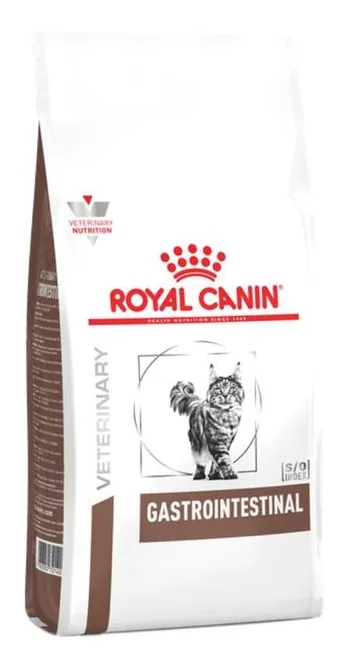 VETERINARY
NUTRITION
ROYAL CANIN®
HEALTH NUTRITION SINCE 1968
VETERINARY
S/O
INDEX
GASTROINTESTINAL